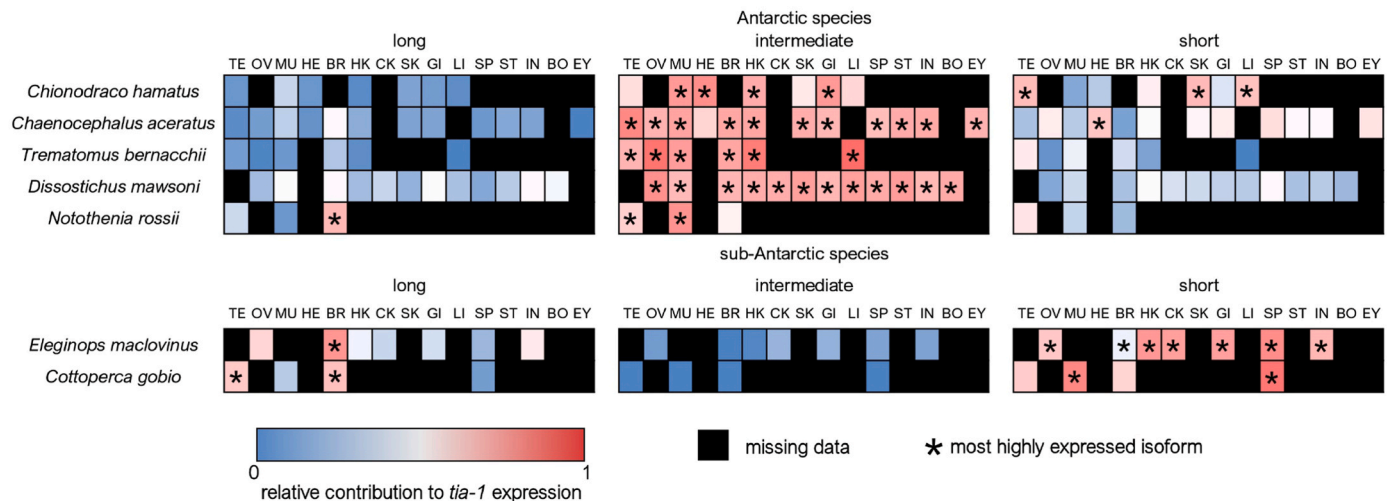 Antarctic species
long intermediate short
TE OV MU HE BR HK CK SK GI LI SP ST IN BO EY TE OV MU HE BR HK CK SK GI LI SP ST IN BO EY TE OV MU HE BR HK CK SK GI LI SP ST IN BO EY
Chionodraco hamatus
Chaenocephalus aceratus
Trematomus bernacchii
Dissostichus mawsoni
Notothenia rossii
sub-Antarctic species
long intermediate short
TE OV MU HE BR HK CK SK GI LI SP ST IN BO EY TE OV MU HE BR HK CK SK GI LI SP ST IN BO EY TE OV MU HE BR HK CK SK GI LI SP ST IN BO EY
Eleginops maclovinus
Cottoperca gobio
missing data * most highly expressed isoform
0 1
relative contribution to tia-1 expression